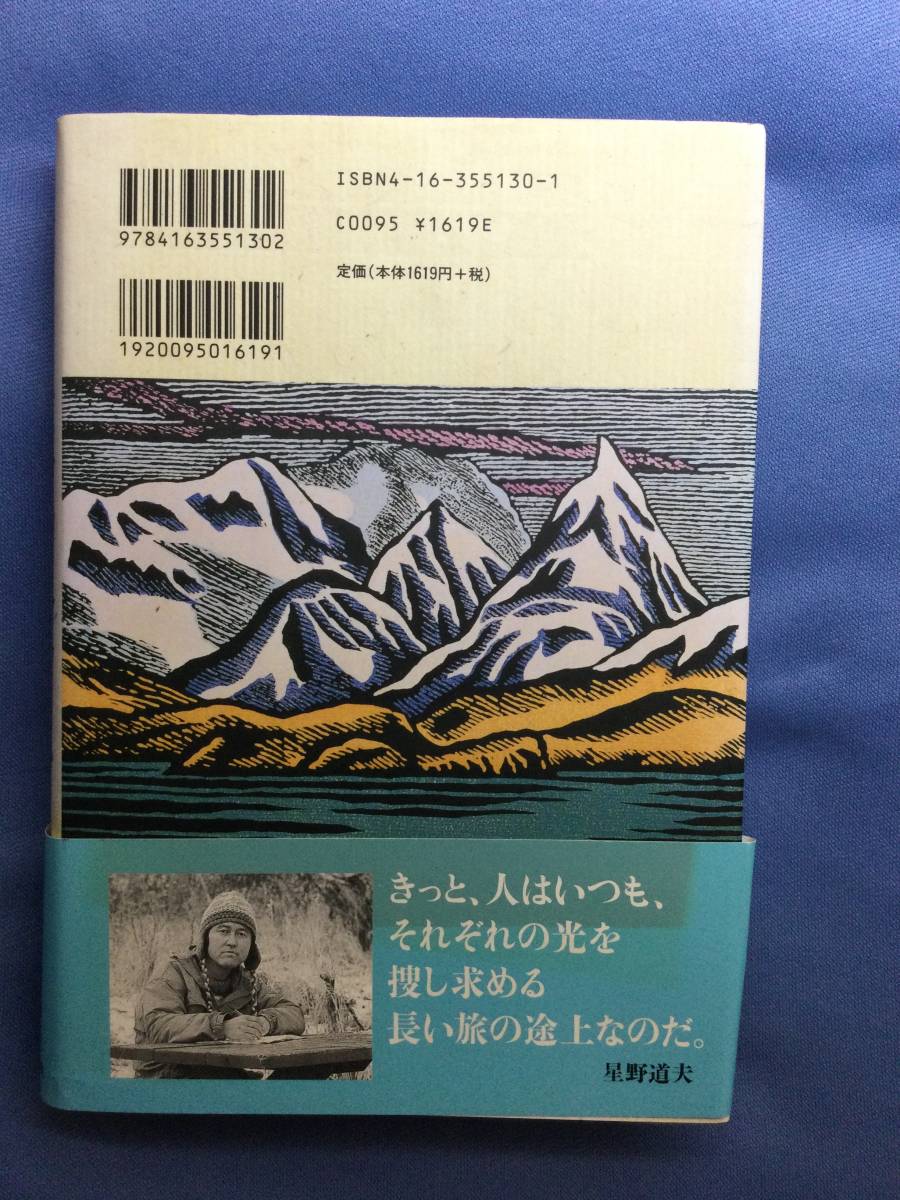 ISBN4-16-355130-1
C0095 ¥1619E
定価(本体1619円+税)
9784163551302
1920095016191
きっと、人はいつも、
それぞれの光を
捜し求める
長い旅の途上なのだ。
星野道夫